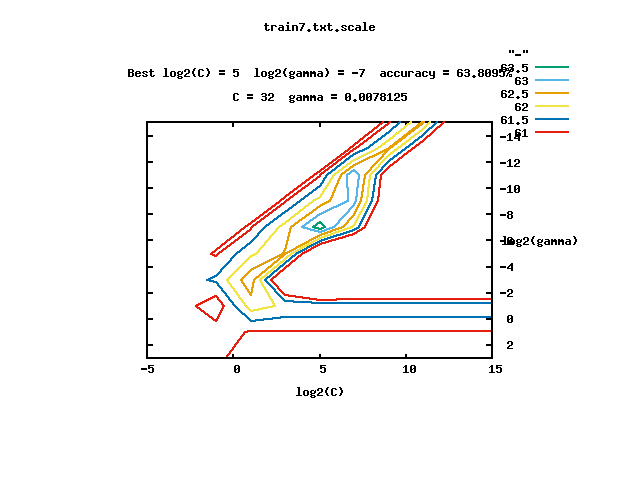 train7.txt.scale
"-"
63.5
Best log2(C) = 5  log2(gamma) = -7  accuracy = 63.8095%
63
62.5
C = 32  gamma = 0.0078125
62
61.5
61
-14
-12
-10
-8
-6
log2(gamma)
-4
-2
0
2
-5 0 5 10 15
log2(C)